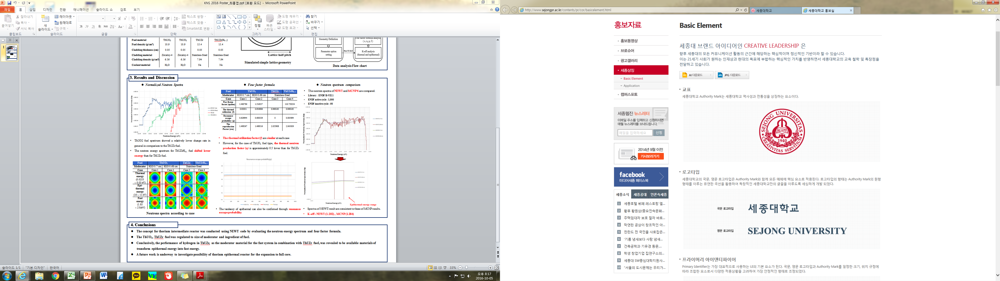 KNS 2016 Poster_최홍엽.ppt [호환 모드] - Microsoft PowerPoint
파일 홈 삽입 디자인 전환 애니메이션 슬라이드 쇼 검토 보기
붙여넣기
잘라내기
복사
서식 복사
클립보드
새 슬라이드
레이아웃
원래대로
구역
슬라이드
글꼴
텍스트 방향
텍스트 맞춤
SmartArt로 변환
단락
정렬
빠른 스타일
도형 채우기
도형 윤곽선
도형 효과
그리기
찾기
바꾸기
선택
편집
Fuel material ThUO2 ThUO2 ThUZr ThUZr(H0.1)
Fuel density (g/cm3) 10.9 10.9 15.4 15.4
Cladding thickness (cm) 0.05 0.05 0.05 0.05
Cladding material Zircaloy-4 Zircaloy-4 Stainless-Steel Stainless-Steel
Cladding density (g/cm3) 6.56 6.56 7.94 7.94
Coolant material H2O H2O Na Na
Lattice half pitch
Simulated simple lattice geometry
Geometry Definition
Parameter option setting
Run SCALE
Four factor formula analysis
( ε, η, p, f )
K-eff analysis
(thermal and epithermal)
Data analysis Flow chart
3. Results and Discussion
● Normalized Neutron Spectra
Neutron Energy (eV)
• ThUO2 fuel spectrum showed a relatively lower change rate in
general in comparison to the ThUZr fuel.
• The neutron energy spectrum for ThUZrH0.1 fuel shifted lower
energy than for ThUZr fuel.
Fuel ThUO2 ThUZr ThUZrH0.1
Moderator H2O 0.7 cm H2O 0.68 cm Stainless-Steel
Case Case 1 Case 2 Case 3 Case 4
Thermal energy (0.0253 ~ 0.03 eV)
Epi-thermal energy (10 ~ 11 eV)
Fast energy (1.85 ~ 2 MeV)
Neutrons spectra according to case
● Four factor formula
Fuel ThUO2 ThUZr ThUZrH0.1
Moderator H2O 0.7 cm H2O 0.68 cm Stainless-Steel
Case Case 1 Case 2 Case 3 Case 4
Fast fission factor (epsilon) 1.460786 1.516337 110.730334
The thermal utilization (f) 0.92831 0.956886 0.968163 0.968163
Resonance escape probability (p) 0.629944 0.600339 0 0.005694
The reproduction Factor (eta) 1.498367 1.499316 2.055908 2.045639
• The thermal utilization factor (f) are similar at each case
• However, for the case of ThUO2 fuel type, the thermal neutron
production factor (η) is approximately 0.5 lower than for ThUZr
fuel.
Resonance escape probability(p)
• The tendency of epithermal can also be confirmed through resonance
escape probability.
● Neutron spectrum comparison
• The neutron spectra of NEWT and MCNP6 are compared.
• Library : ENDF/B-VII.1
• ENDF active cycle : 1,000
• ENDF inactive cycle : 50
Neutron Energy (eV)
Neutron Energy (eV)
Epithermal energy range
• Spectra of NEWT result are consistent to those of MCNP results.
• K-eff : NEWT (1.282) , MCNP (1.284)
4. Conclusions
● The concept for thorium intermediate reactor was conducted using NEWT code by evaluating the neutron energy spectrum and four factor formula.
● The ThUO2, ThUZr fuel was regulated to size of moderator and ingredient of fuel.
● Conclusively, the performance of hydrogen in ThUZr, as the moderator material for the fast system in combination with ThUZr fuel, was revealed to be available materials of
transform epithermal energy into fast energy.
● A future work is underway to investigate possibility of thorium epithermal reactor for the expansion to full core.
슬라이드 1/1 "기본 디자인" 한국어
33%
오후 8:17
2016-10-05
http://www.sejongpr.ac.kr/contents/pr/cor/basicelement.html
세종대학교
세종대학교 홍보실
홍보자료
홍보동영상
브로슈어
광고갤러리
세종상징
- Basic Element
- Application
캠퍼스포토
세종웹진 뉴스레터
이메일 주소를 입력하고 신청하시면
매월 뉴스레터를 보내드립니다.
메일을 입력하세요 신청
2014년 9월 이전
기사보러가기
facebook
미디어세종 페이스북
세종소식 세종공대 언론속세종
1 세종호텔 뷔페 레스토랑 엘...
2 황후 황원삼(중요민속문화...
3 주택임대자 보호 절차 바로...
4 막연한 공상이 창조적인 아...
5 핀란드 전 국민을 사로잡은...
6 '기름 냄새보다 사람 냄새...
7 건축공학과 기유경 동문,...
8 학생 창업기업 집연구소의...
9 세종대 SW중심대학지원사...
10 "서울의 도시문제는 우리가...
Basic Element
세종대 브랜드 아이디어인 CREATIVE LEADERSHIP 은
향후 세종대의 모든 커뮤니케이션 활동의 근간에 해당하는 핵심적이며 정신적인 기반이라 할 수 있습니다.
이는 21세기 사회가 원하는 인재상과 현대의 목표에 부합하는 핵심적인 가치를 반영하면서 세종대학교의 교육 철학 및 특장점을
전달하고 있습니다.
AI 다운로드 JPG 다운로드
교표
세종대학교 Authority Mark는 세종대학교 역사성과 전통성을 상징하는 요소이다.
SEJONG UNIVERSITAS
AGAPE
1940
CREATIVITAS SERVITIUM
로고타입
세종대학교의 국문, 영문 로고타입은 Authority Mark와 함께 모든 매체에 핵심 요소로 적용된다. 로고타입의 형태는 Authority Mark의 원형
형태를 이루는 유연한 곡선을 활용하여 독창적인 세종대학교만의 글꼴을 이루도록 세심하게 개발 되었다.
국문 로고타입 세종대학교
영문 로고타입 SEJONG UNIVERSITY
프라이머리 아이덴티파이어
Primary Identifier는 가장 대표적으로 사용하는 UI의 기본 요소가 된다. 국문, 영문 로고타입과 Authority Mark를 일정한 크기, 위치 규정에
따라 조합한 요소로서 다양한 적용상황을 고려하여 가장 안정적인 형태로 조정되었다.